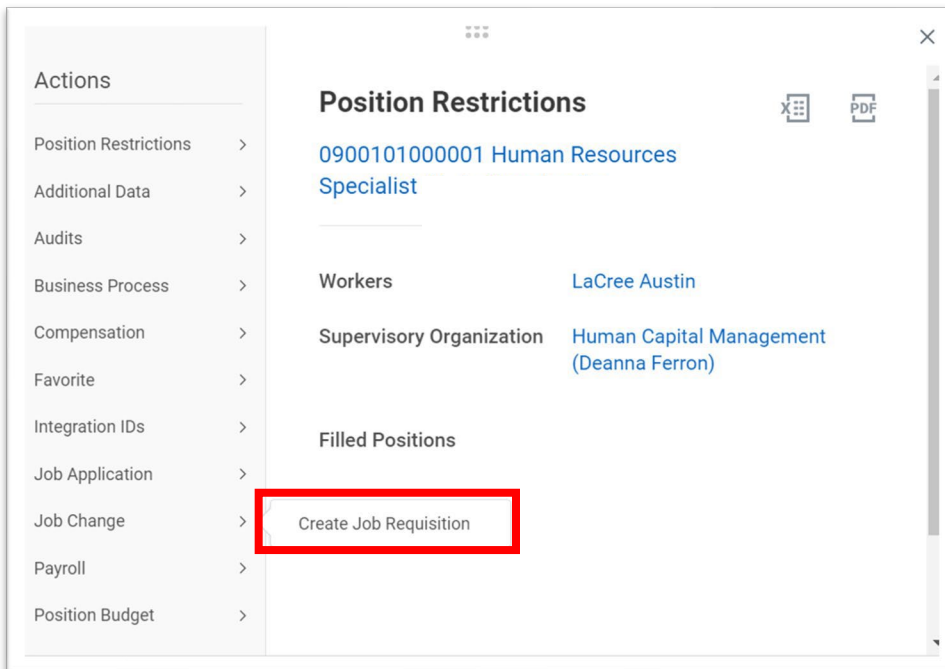 Actions
Position Restrictions
Additional Data
Audits
Business Process
Compensation
Favorite
Integration IDs
Job Application
Job Change
Payroll
Position Budget
Position Restrictions
X
PDF
0900101000001 Human Resources
Specialist
Workers
LaCree Austin
Supervisory Organization
Human Capital Management
(Deanna Ferron)
Filled Positions
Create Job Requisition